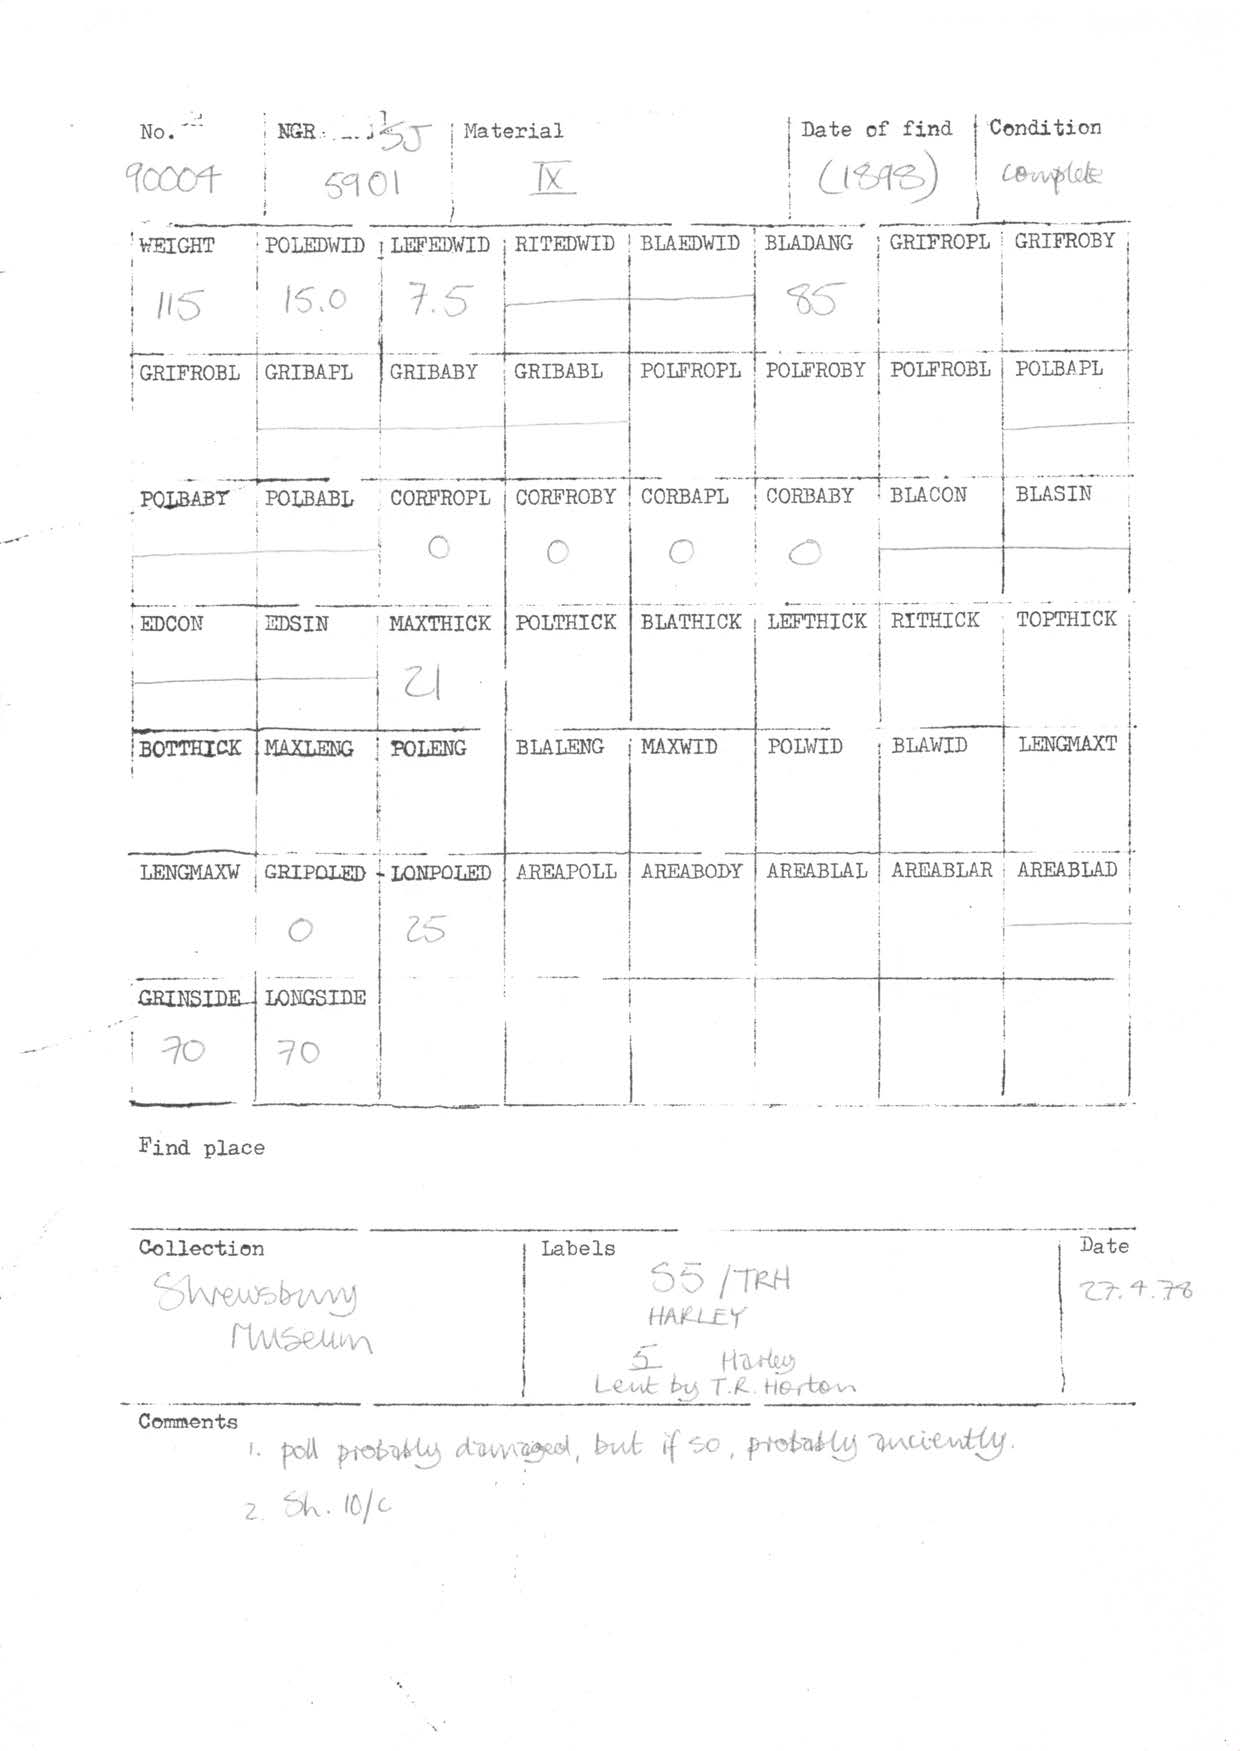 No. NGR SJ Material Date of find Condition
90004 5901 IX (1898) complete
WEIGHT POLEDWID LEFEDWID RITEDWID BLAEDWID BLADANG GRIFROPL GRIFROBY
115 15.0 7.5 85
GRIFROBL GRIBAPL GRIBABY GRIBABL POLFROPL POLFROBY POLFROBL POLBAPL
POLBABY POLBABL CORFROPL CORFROBY CORBAPL CORBABY BLACON BLASIN
0 0 0 0
EDCON EDSIN MAXTHICK POLTHICK BLATHICK LEFTHICK RITHICK TOPTHICK
21
BOTTHICK MAXLENG POLENG BLALENG MAXWID POLWID BLAWID LENGMAXT
LENGMAXW GRIPOLED LONPOLED AREAPOLL AREABODY AREABLAL AREABLAR AREABLAD
0 25
GRINSIDE LONGSIDE
70 70
Find place
Collection Labels Date
Shrewsbury Museum
S5/TRH
HARLEY
5 Harley
Lent by T.R. Horton
27.4.78
Comments
1. poll probably damaged, but if so, probably anciently.
2. Sh. 10/c